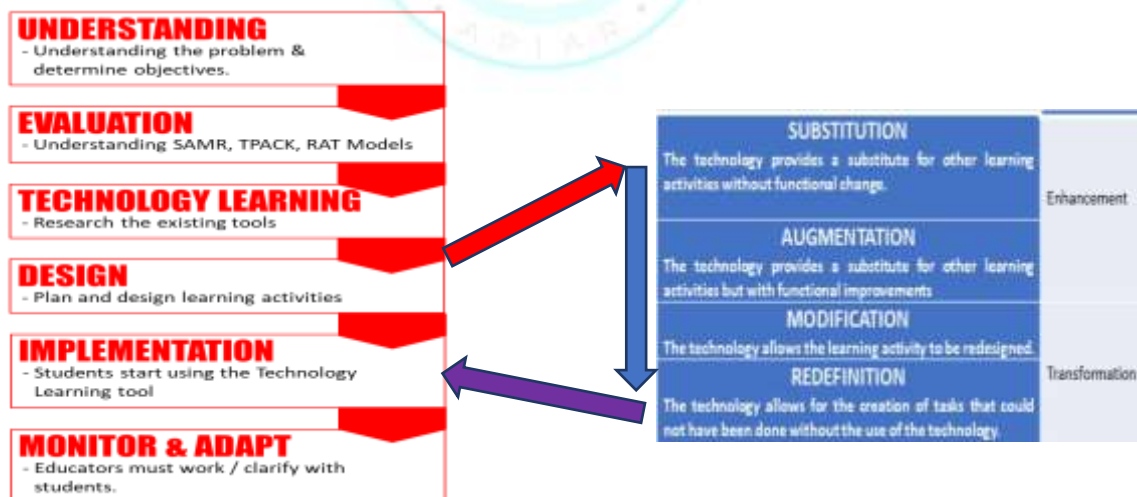 ADIAR
UNDERSTANDING
- Understanding the problem &
determine objectives.
EVALUATION
- Understanding SAMR, TPACK, RAT Models
TECHNOLOGY LEARNING
- Research the existing tools
DESIGN
- Plan and design learning activities
IMPLEMENTATION
- Students start using the Technology
Learning tool
MONITOR & ADAPT
- Educators must work / clarify with
students.
SUBSTITUTION
The technology provides a substitute for other learning
activities without functional change.
Enhancement
AUGMENTATION
The technology provides a substitute for other learning
activities but with functional improvements
MODIFICATION
The technology allows the learning activity to be redesigned.
REDEFINITION
Transformation
The technology allows for the creation of tasks that could
not have been done without the use of the technology.